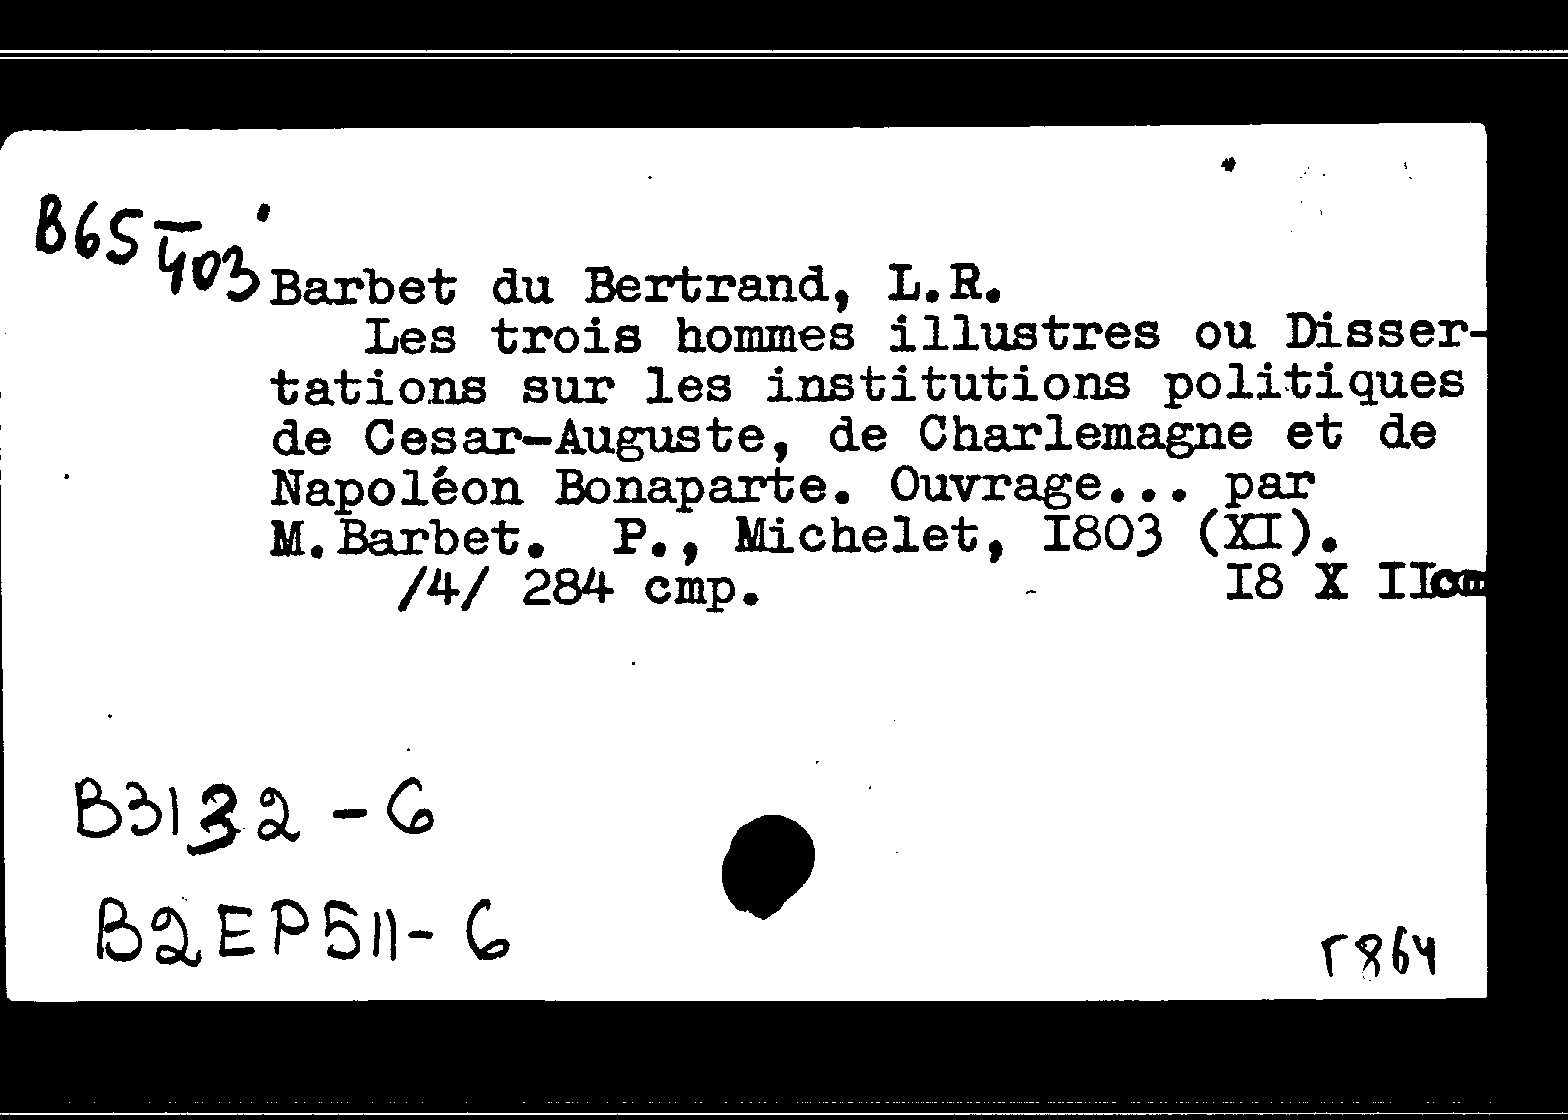 B65 403
Barbet du Bertrand, L.R.
Les trois hommes illustres ou Disser-
tations sur les institutions politiques
de Cesar-Auguste, de Charlemagne et de
Napoléon Bonaparte. Ouvrage... par
M.Barbet. P., Michelet, I803 (XI).
/4/ 284 стр. I8 X IIcm
B3132 - 6
B2EP511- 6
Г864